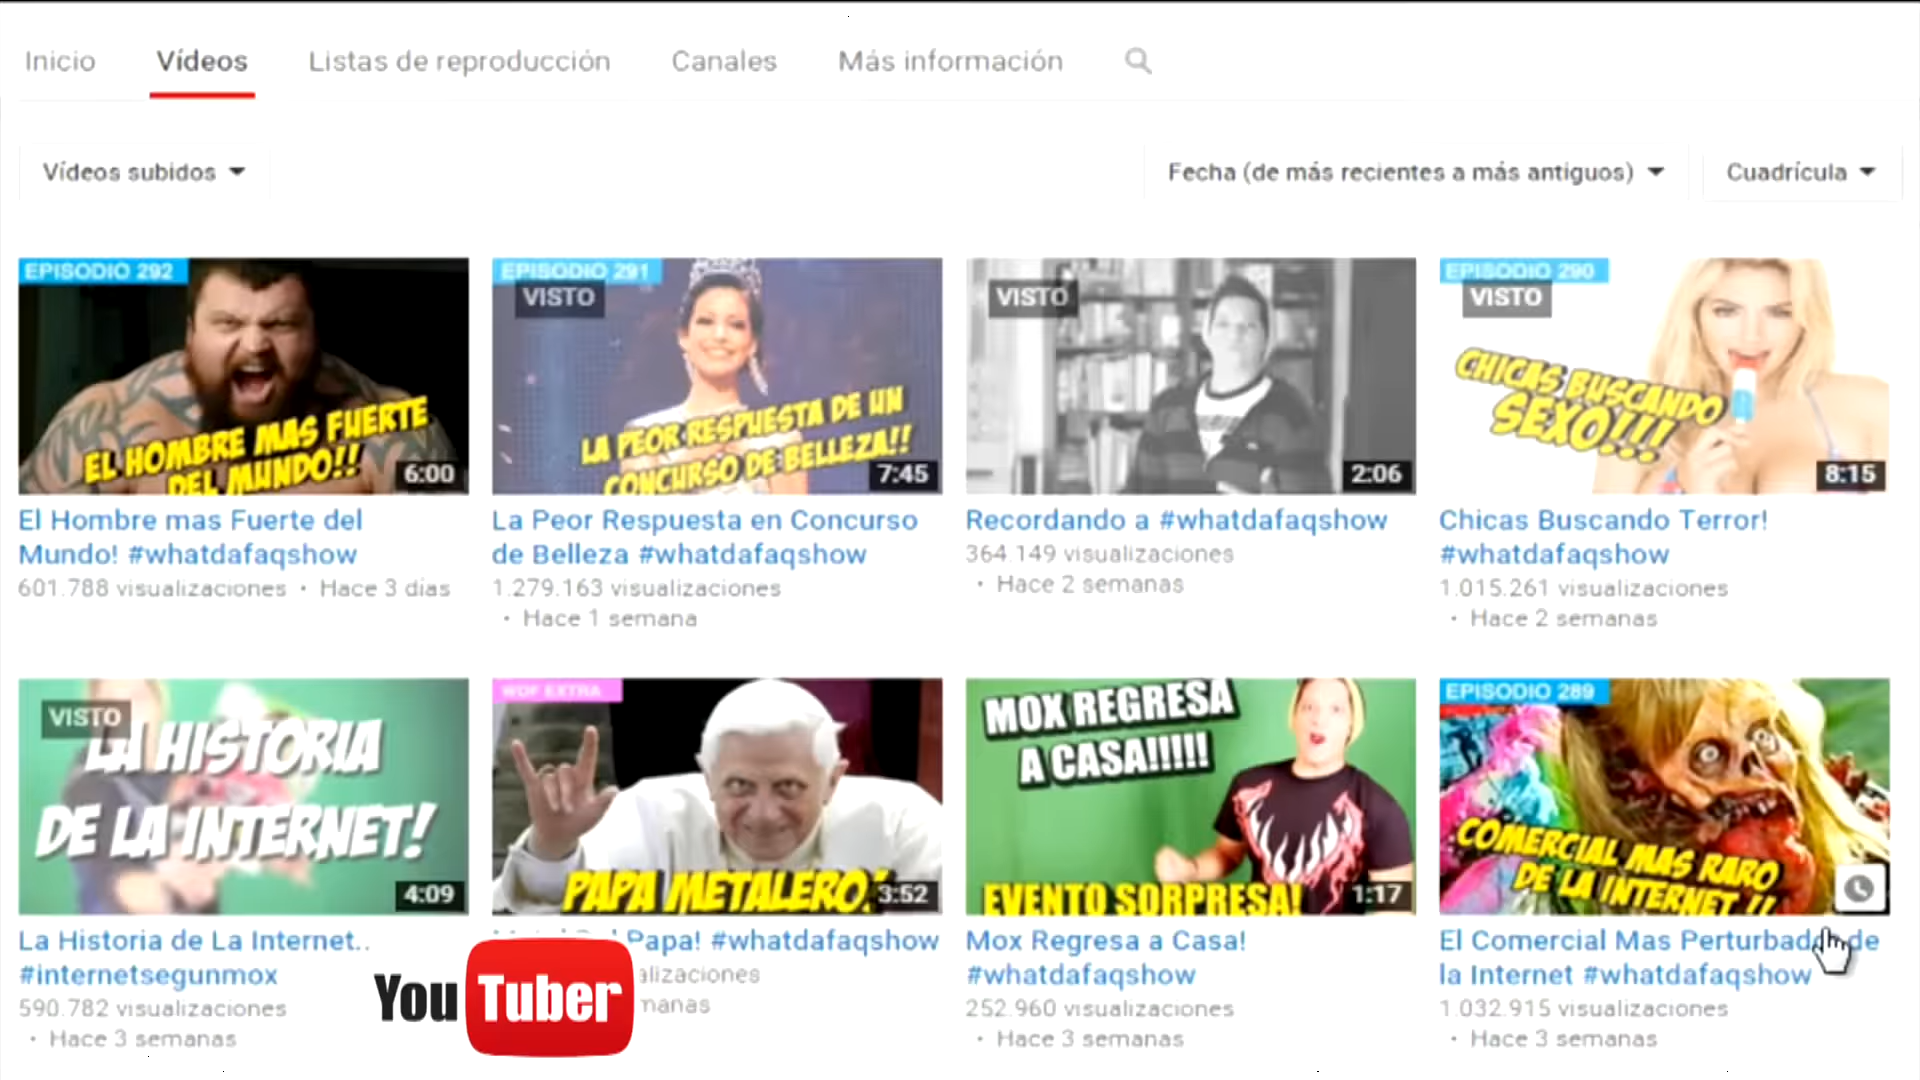 Inicio Vídeos Listas de reproducción Canales Más información
Vídeos subidos Fecha (de más recientes a más antiguos) Cuadrícula
EPISODIO 292
EL HOMBRE MAS FUERTE
DEL MUNDO!!
6:00
El Hombre mas Fuerte del
Mundo! #whatdafaqshow
601.788 visualizaciones • Hace 3 días
EPISODIO 291
VISTO
LA PEOR RESPUESTA DE UN
CONCURSO DE BELLEZA!!
7:45
La Peor Respuesta en Concurso
de Belleza #whatdafaqshow
1.279.163 visualizaciones
• Hace 1 semana
VISTO
2:06
Recordando a #whatdafaqshow
364.149 visualizaciones
• Hace 2 semanas
EPISODIO 290
VISTO
CHICAS BUSCANDO
SEXO!!!
8:15
Chicas Buscando Terror!
#whatdafaqshow
1.015.261 visualizaciones
• Hace 2 semanas
VISTO
LA HISTORIA
DE LA INTERNET!
4:09
La Historia de La Internet..
#internetsegunmox
590.782 visualizaciones
• Hace 3 semanas
WDF EXTRA
PAPA METALERO!
3:52
Papa! #whatdafaqshow
YouTuber
MOX REGRESA
A CASA!!!!!
EVENTO SORPRESA!
1:17
Mox Regresa a Casa!
#whatdafaqshow
252.960 visualizaciones
• Hace 3 semanas
EPISODIO 289
COMERCIAL MAS RARO
DE LA INTERNET !!
El Comercial Mas Perturbad de
la Internet #whatdafaqshow
1.032.915 visualizaciones
• Hace 3 semanas